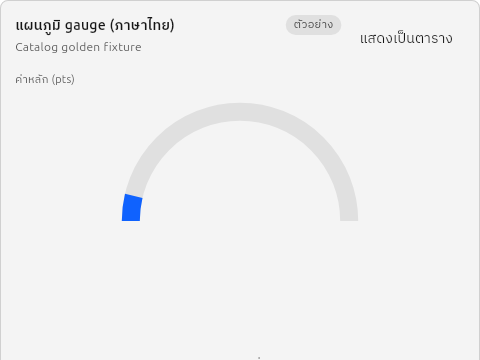 แผนภูมิ gauge (ภาษาไทย)
ตัวอย่าง
แสดงเป็นตาราง
Catalog golden fixture
ค่าหลัก (pts)